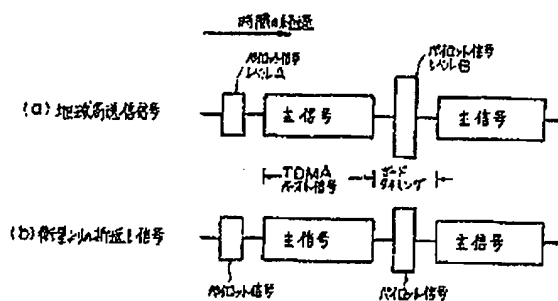 時間の経過
パイロット信号
レベルA
パイロット信号
レベルB
(a) 地球局送信信号
主信号
主信号
TDMA
バースト信号
ガード
タイミング
(b) 衛星よりの折返し信号
主信号
主信号
パイロット信号
パイロット信号